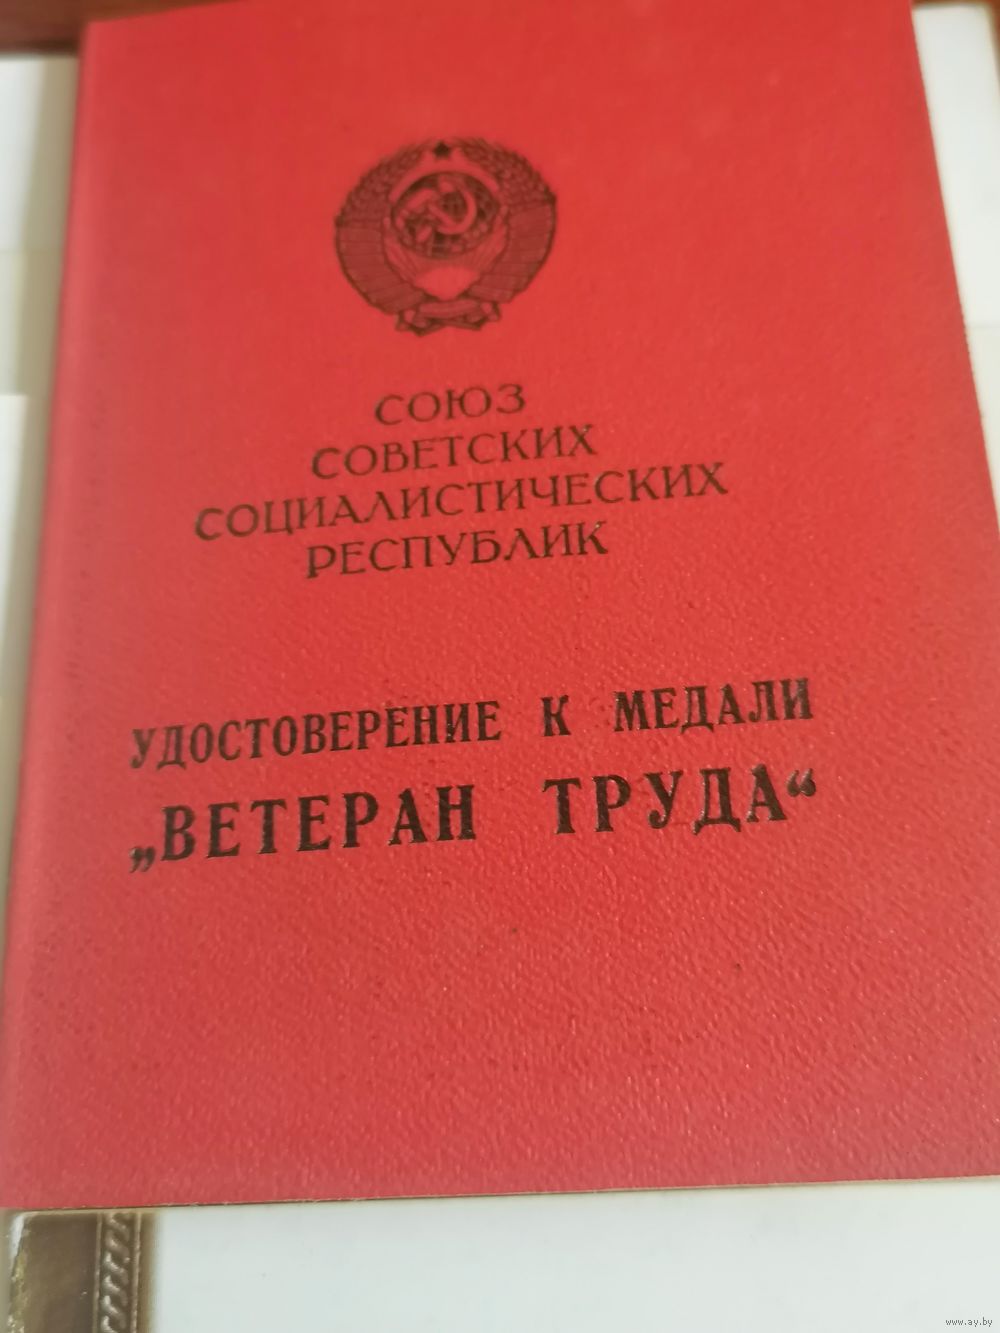 СОЮЗ
СОВЕТСКИХ
СОЦИАЛИСТИЧЕСКИХ
РЕСПУБЛИК
УДОСТОВЕРЕНИЕ К МЕДАЛИ
„ВЕТЕРАН ТРУДА“
www.ay.by